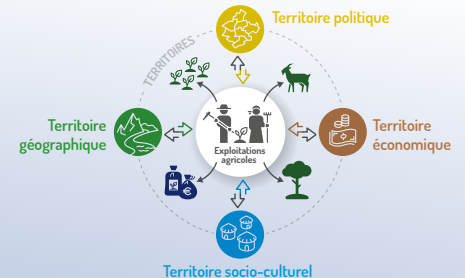 Territoire politique
TERRITOIRES
Territoire
géographique
Exploitations
agricoles
Territoire
économique
Territoire socio-culturel